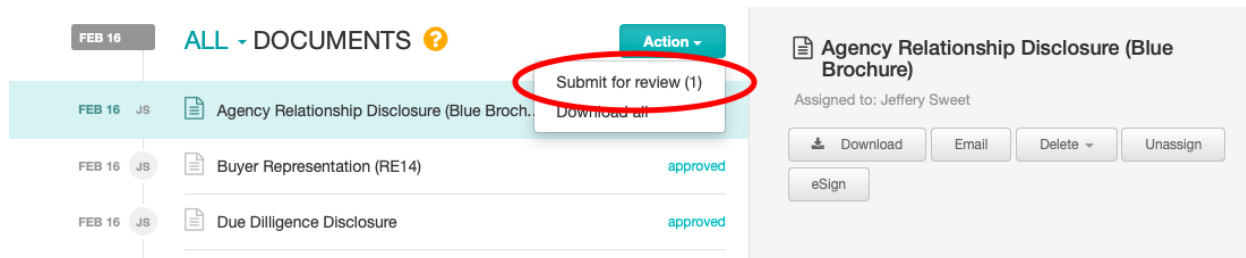 FEB 16
ALL - DOCUMENTS ?
Action
Submit for review (1)
Download all
FEB 16 JS Agency Relationship Disclosure (Blue Broch..
FEB 16 JS Buyer Representation (RE14) approved
FEB 16 JS Due Dilligence Disclosure approved
Agency Relationship Disclosure (Blue
Brochure)
Assigned to: Jeffery Sweet
Download Email Delete Unassign
eSign